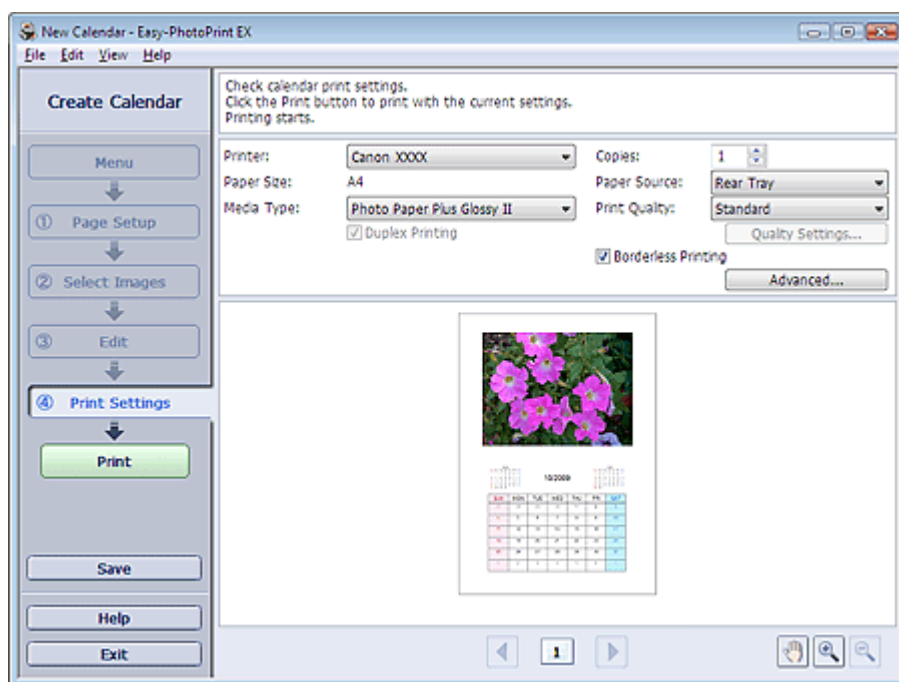 New Calendar - Easy-PhotoPrint EX
File Edit View Help
Create Calendar
Check calendar print settings.
Click the Print button to print with the current settings.
Printing starts.
Menu
① Page Setup
② Select Images
③ Edit
④ Print Settings
Print
Save
Help
Exit
Printer: Canon XXXX Copies: 1
Paper Size: A4 Paper Source: Rear Tray
Media Type: Photo Paper Plus Glossy II Print Quality: Standard
Duplex Printing Quality Settings...
Borderless Printing
Advanced...
10/2009
SUN MON TUE WED THU FRI SAT
1